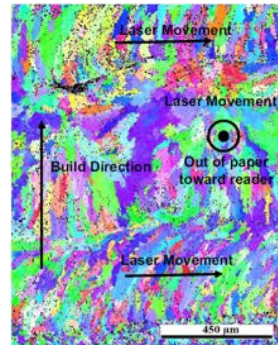 Laser Movement
Laser Movement
Build Direction
Out of paper
toward reader
Laser Movement
450 µm